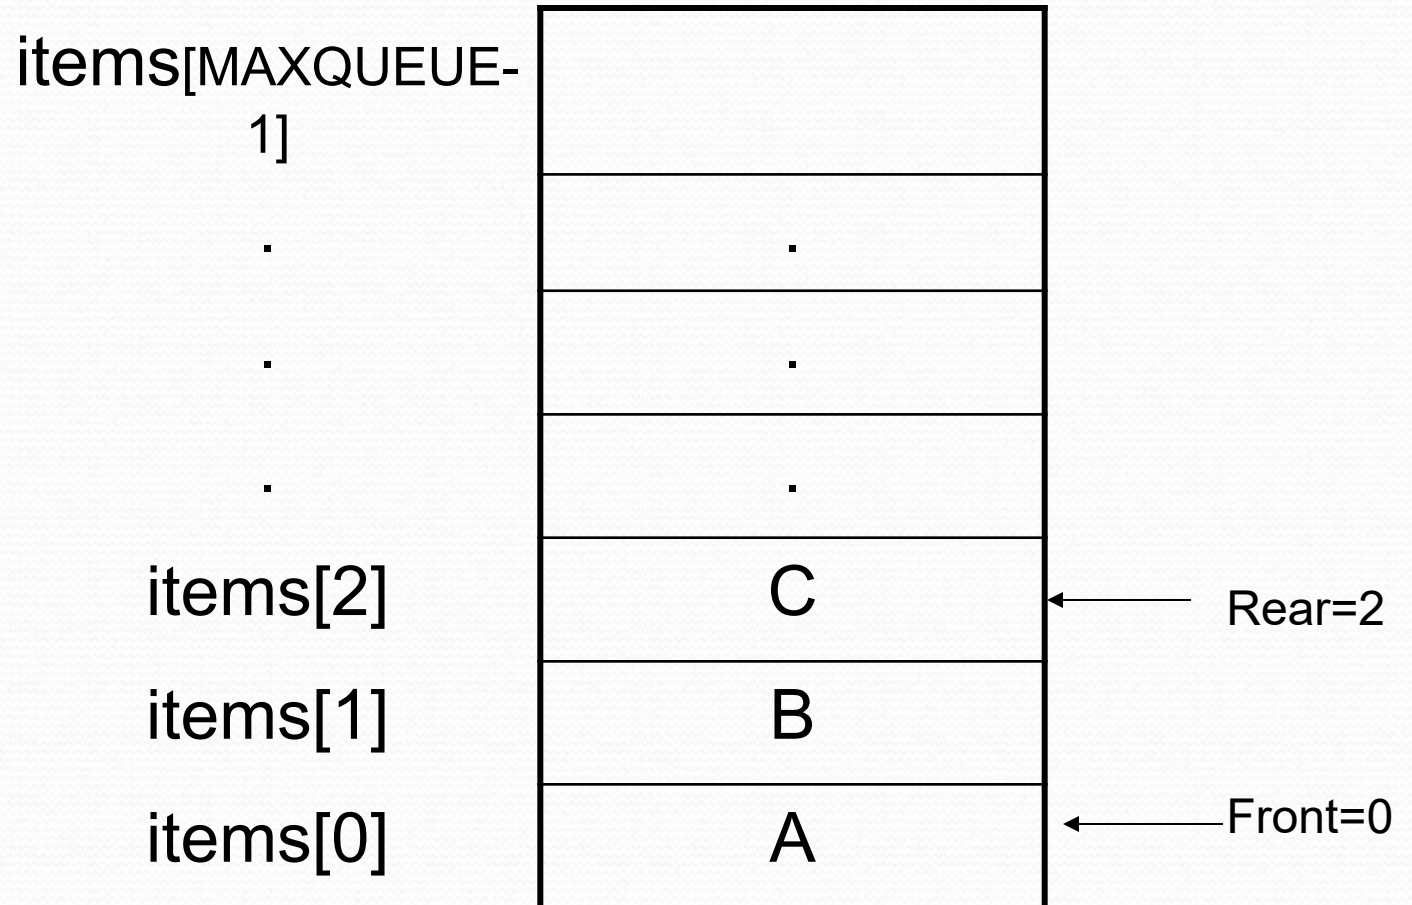 items[MAXQUEUE-
1]
. .
. .
. .
items[2] C Rear=2
items[1] B
items[0] A Front=0